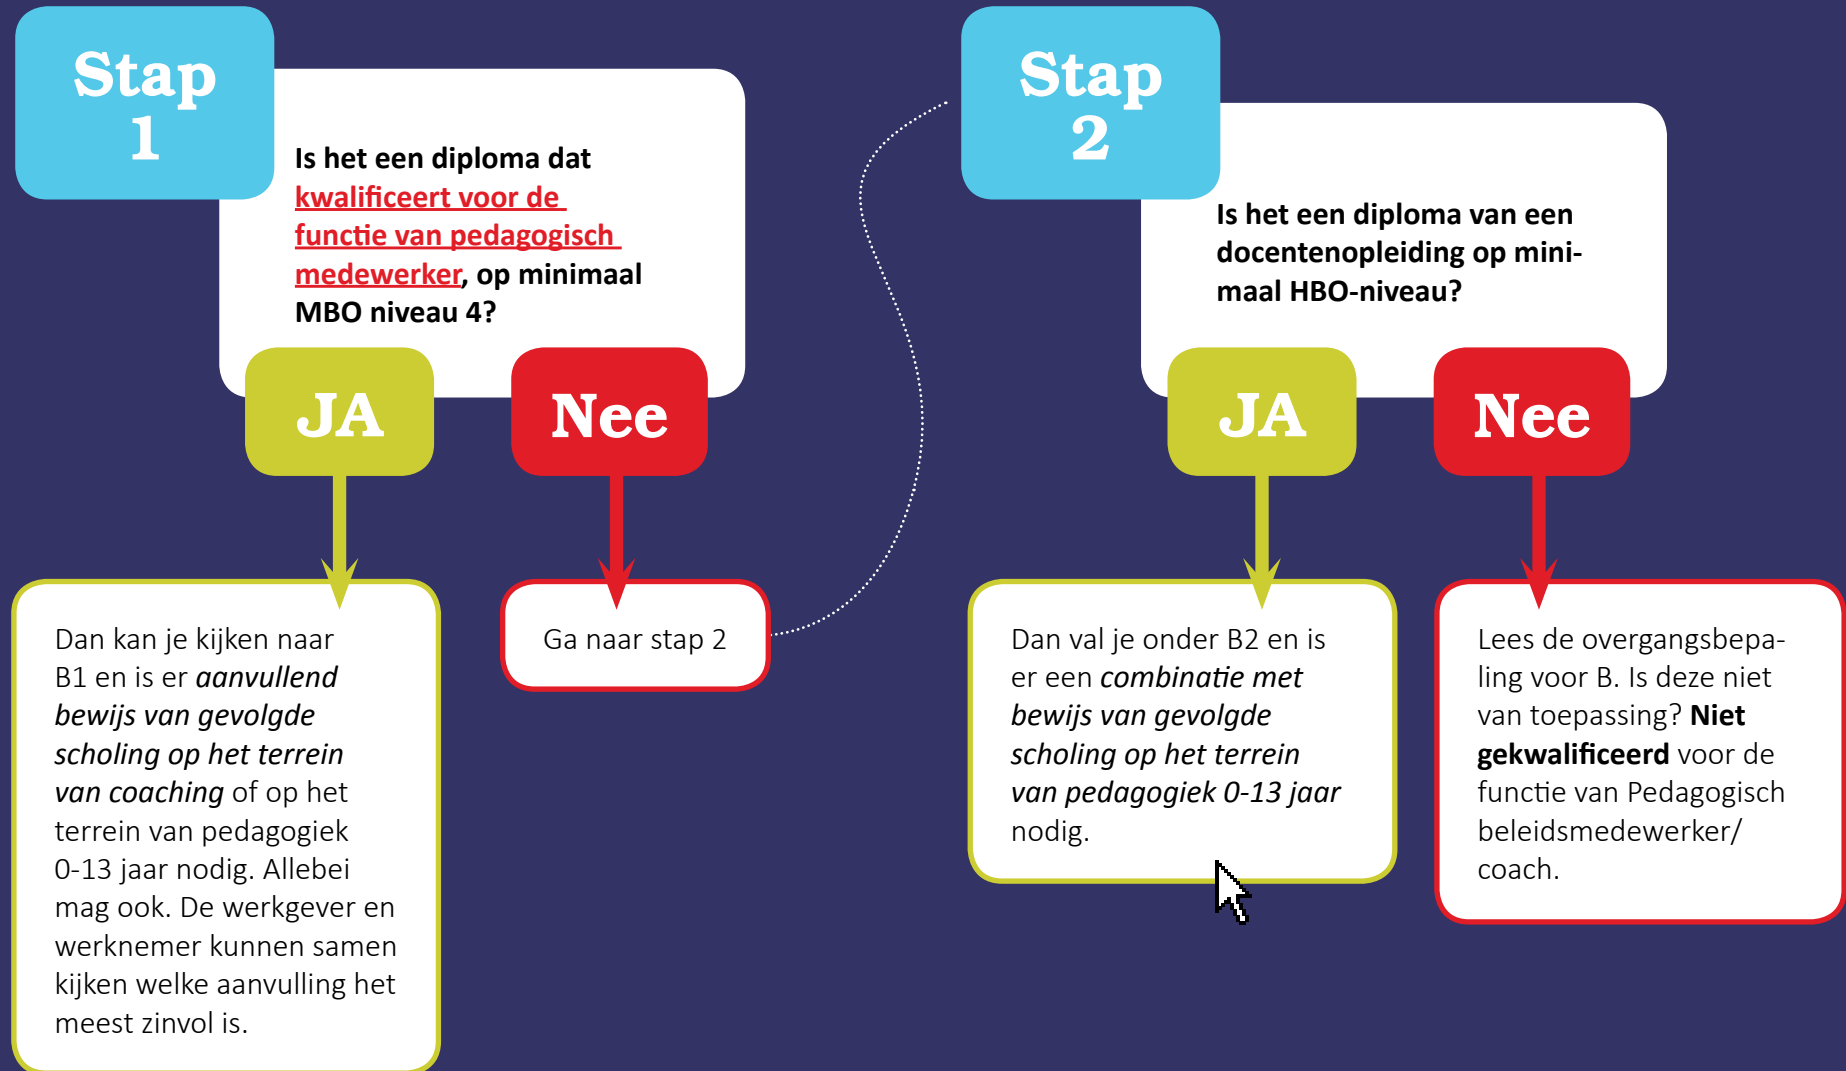 Stap
1
Is het een diploma dat
kwalificeert voor de
functie van pedagogisch
medewerker, op minimaal
MBO niveau 4?
JA
Nee
Dan kan je kijken naar
B1 en is er aanvullend
bewijs van gevolgde
scholing op het terrein
van coaching of op het
terrein van pedagogiek
0-13 jaar nodig. Allebei
mag ook. De werkgever en
werknemer kunnen samen
kijken welke aanvulling het
meest zinvol is.
Ga naar stap 2
Stap
2
Is het een diploma van een
docentenopleiding op mini-
maal HBO-niveau?
JA
Nee
Dan val je onder B2 en is
er een combinatie met
bewijs van gevolgde
scholing op het terrein
van pedagogiek 0-13 jaar
nodig.
Lees de overgangsbepa-
ling voor B. Is deze niet
van toepassing? Niet
gekwalificeerd voor de
functie van Pedagogisch
beleidsmedewerker/
coach.